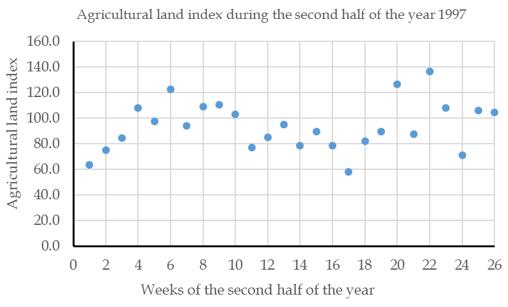 Agricultural land index during the second half of the year 1997
Agricultural land index
160.0
140.0
120.0
100.0
80.0
60.0
40.0
20.0
0.0
0 2 4 6 8 10 12 14 16 18 20 22 24 26
Weeks of the second half of the year